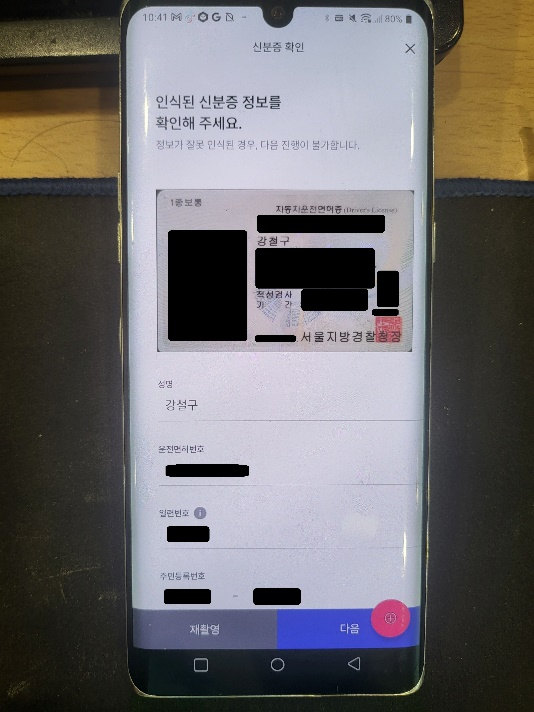 10:41
80%
신분증 확인
인식된 신분증 정보를
확인해 주세요.
정보가 잘못 인식된 경우, 다음 진행이 불가합니다.
1종보통
자동차운전면허증 (Driver's License)
강철구
적성검사
기 간
서울지방경찰청장
성명
강철구
운전면허번호
일련번호
주민등록번호
-
재촬영
다음